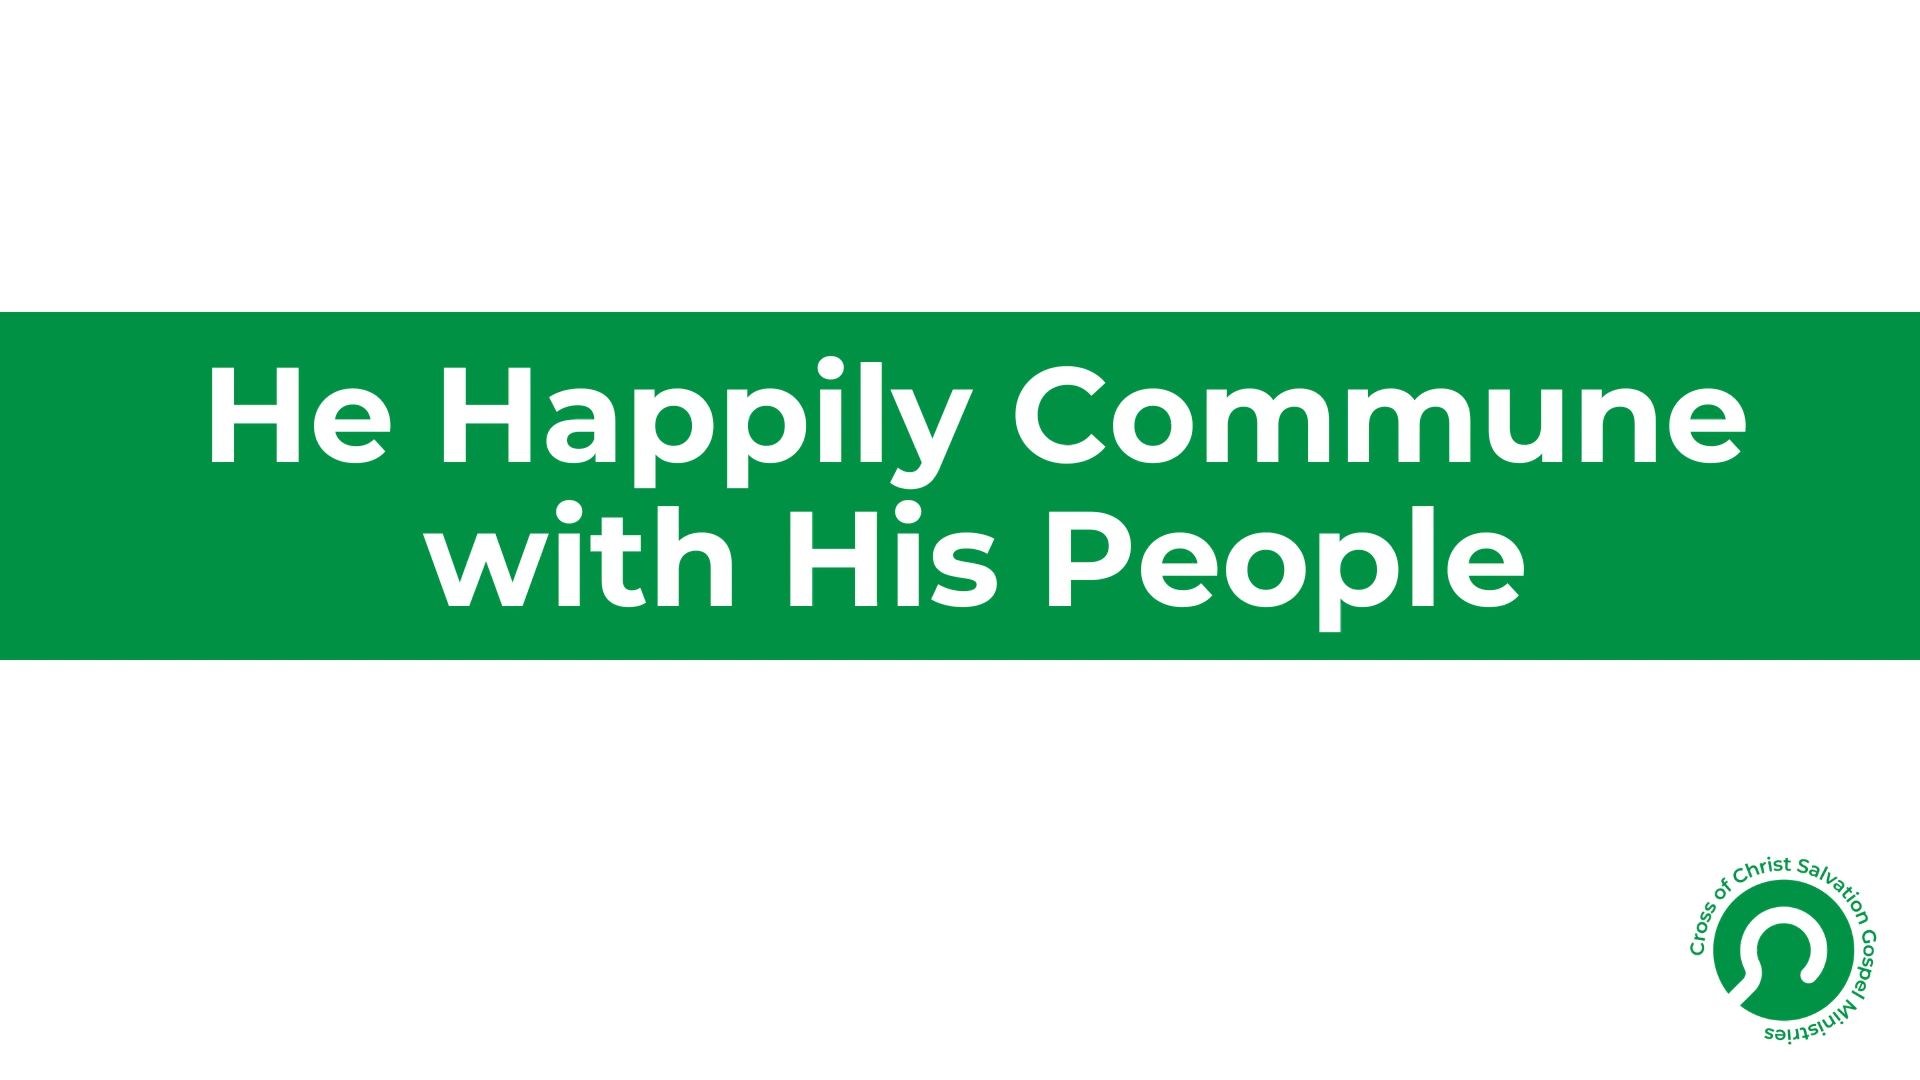 He Happily Commune
with His People
Cross of Christ Salvation Gospel Ministries